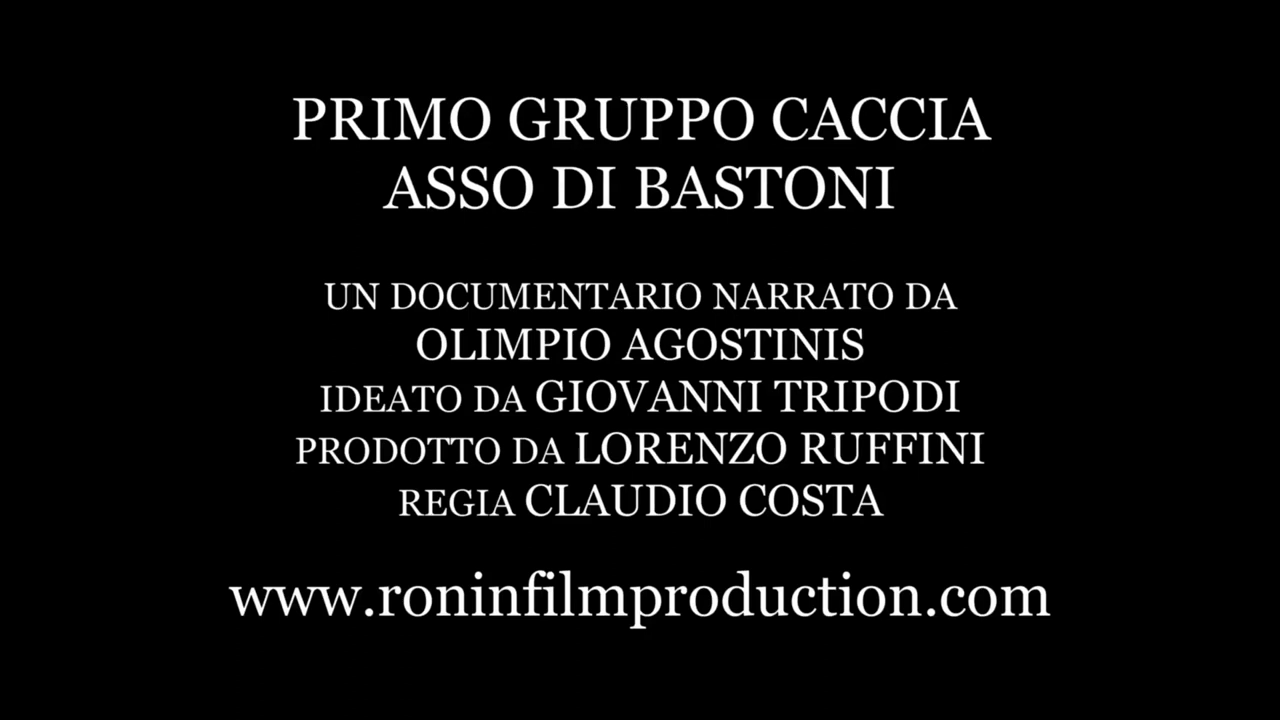 PRIMO GRUPPO CACCIA
ASSO DI BASTONI
UN DOCUMENTARIO NARRATO DA
OLIMPIO AGOSTINIS
IDEATO DA GIOVANNI TRIPODI
PRODOTTO DA LORENZO RUFFINI
REGIA CLAUDIO COSTA
www.roninfilmproduction.com